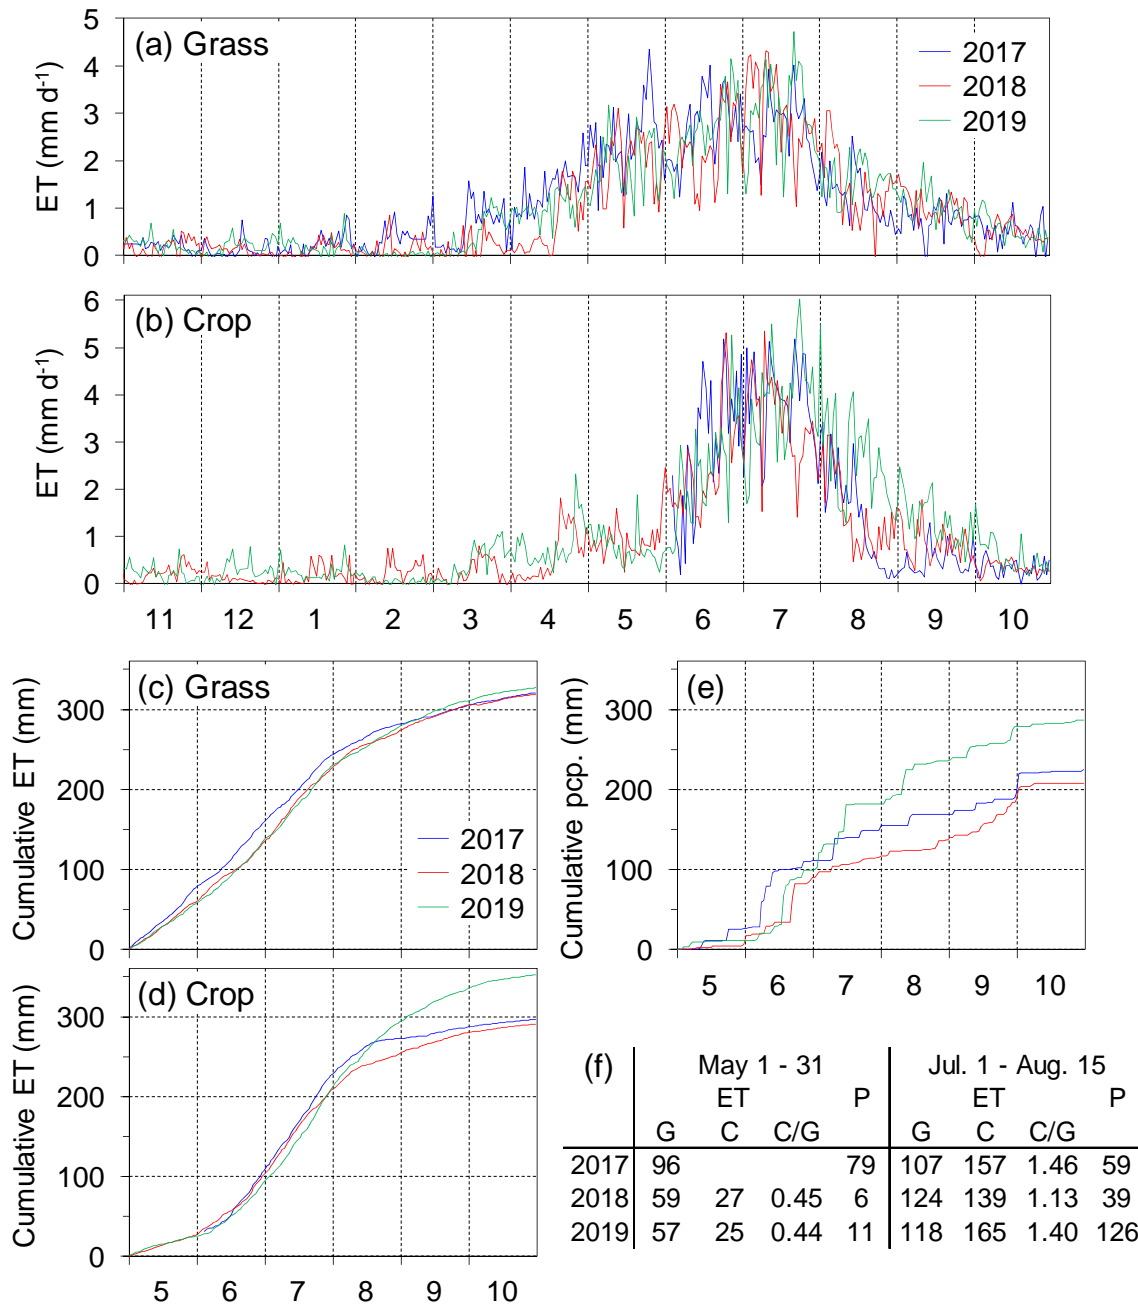 (a) Grass
ET (mm d-1)
5
4
3
2
1
0
2017
2018
2019
(b) Crop
ET (mm d-1)
6
5
4
3
2
1
0
11 12 1 2 3 4 5 6 7 8 9 10
(c) Grass
Cumulative ET (mm)
300
200
100
0
2017
2018
2019
(e)
Cumulative pcp. (mm)
300
200
100
0
5 6 7 8 9 10
(d) Crop
Cumulative ET (mm)
300
200
100
0
5 6 7 8 9 10
(f) May 1 - 31 Jul. 1 - Aug. 15
ET P ET P
G C C/G G C C/G
2017 96 79 107 157 1.46 59
2018 59 27 0.45 6 124 139 1.13 39
2019 57 25 0.44 11 118 165 1.40 126